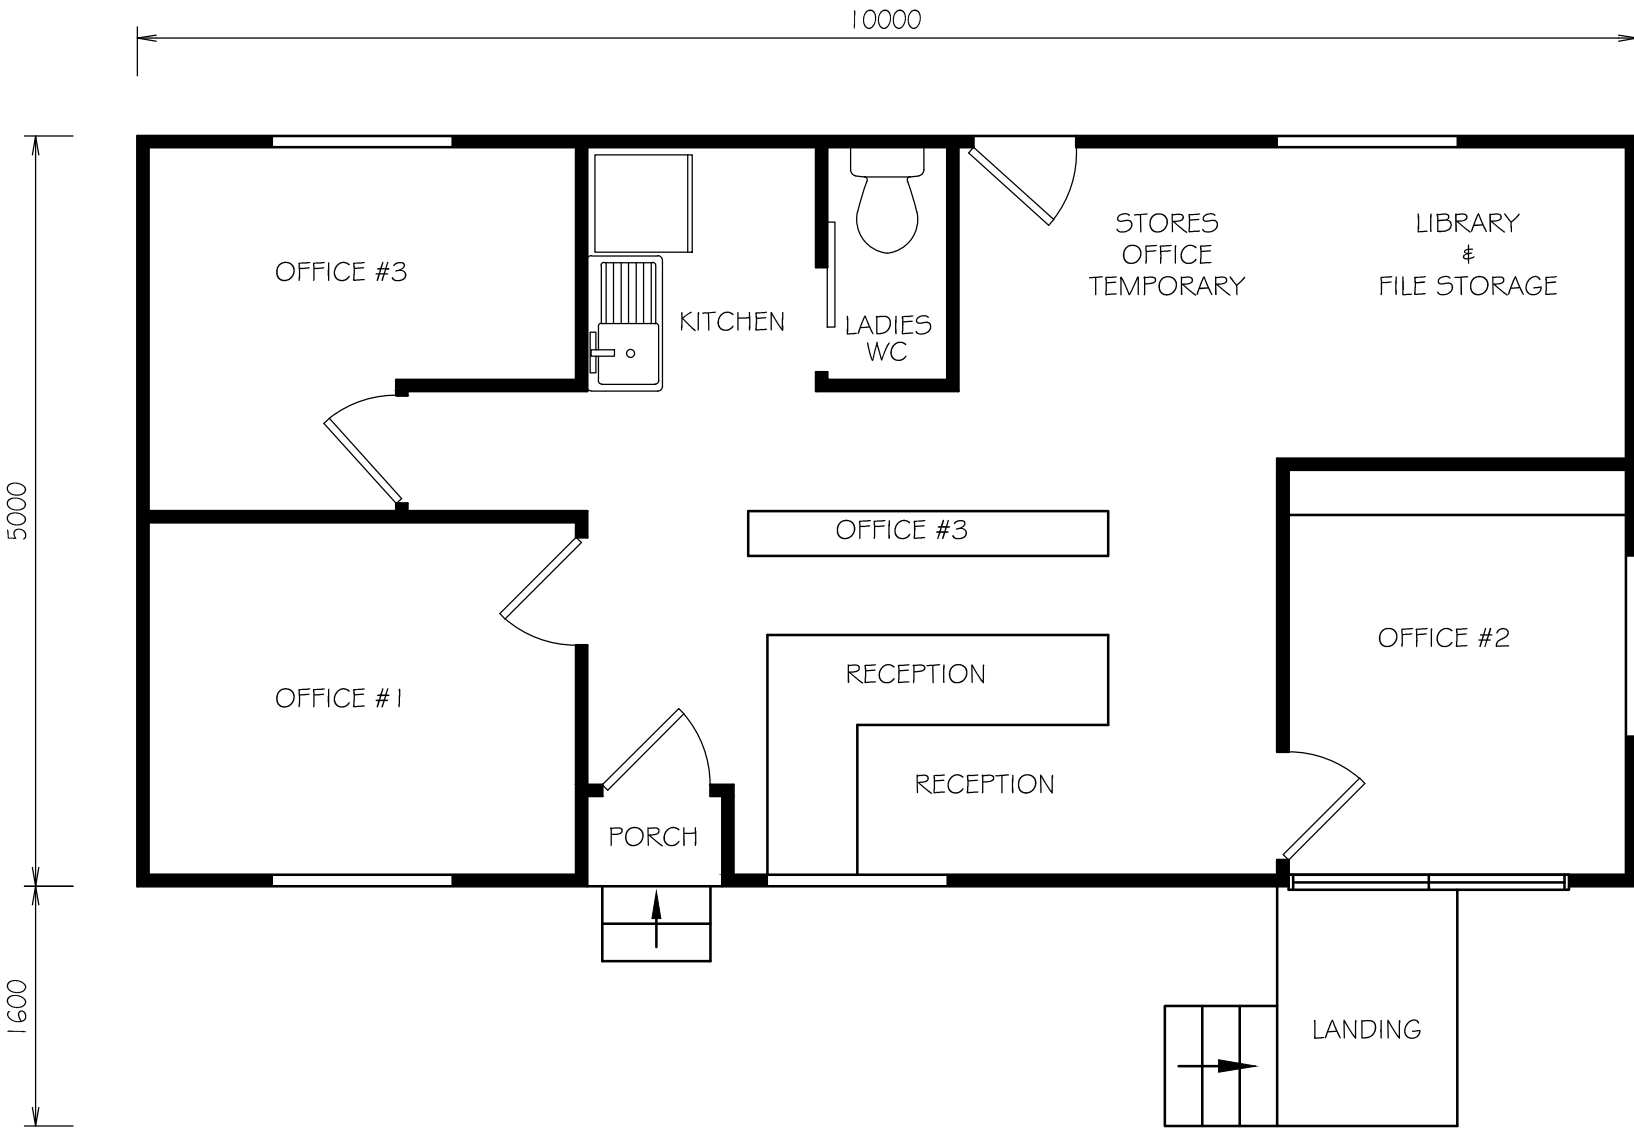 10000
STORES
OFFICE
TEMPORARY
LIBRARY
&
FILE STORAGE
OFFICE #3
KITCHEN
LADIES
WC
5000
OFFICE #3
OFFICE #2
RECEPTION
OFFICE #1
RECEPTION
PORCH
1600
LANDING